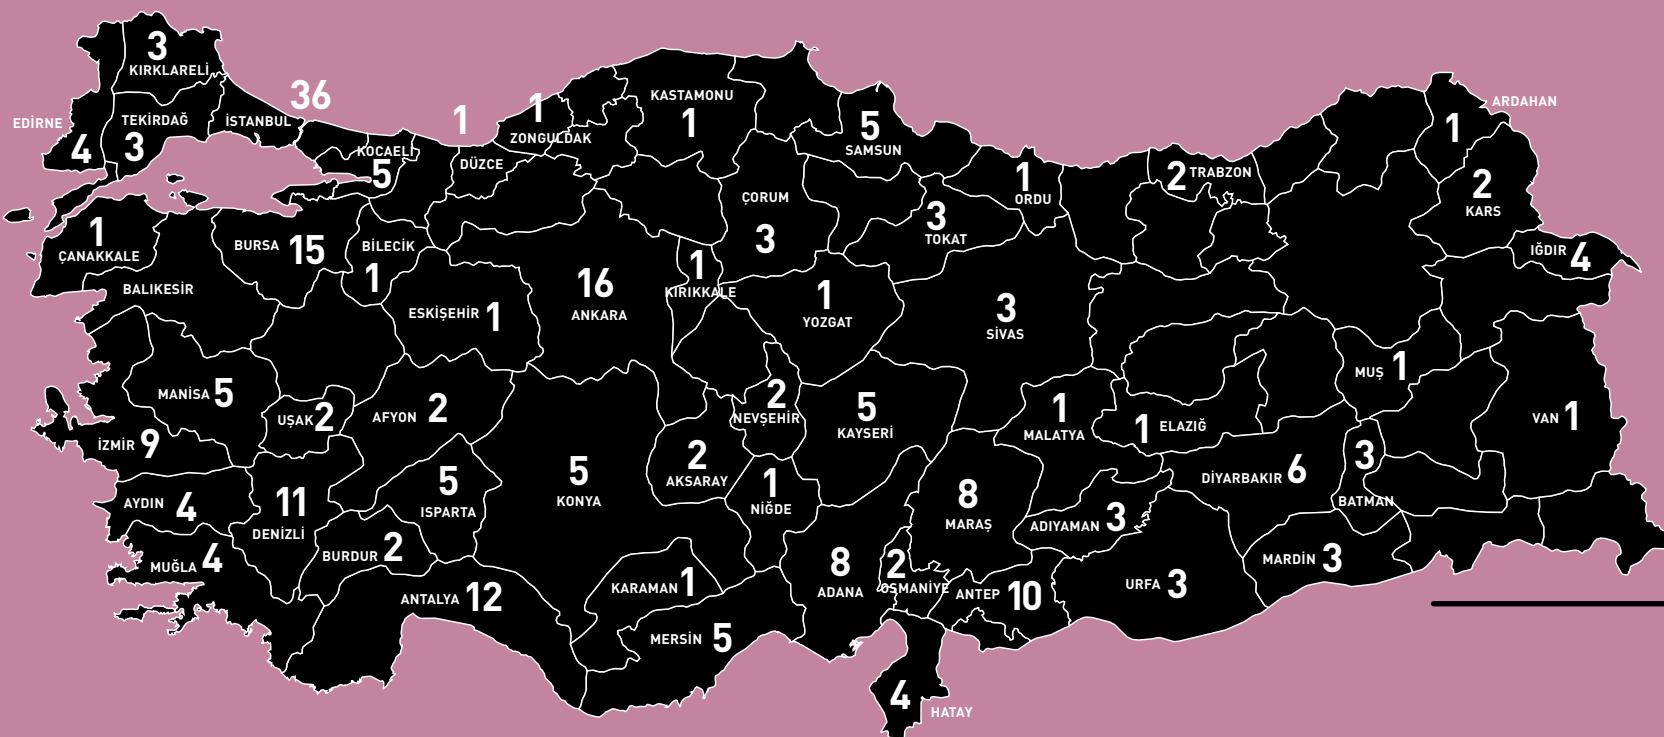 3
KIRKLARELİ
36
EDİRNE
4
TEKİRDAĞ
3
İSTANBUL
KOCAELİ
5
1
DÜZCE
1
ZONGULDAK
KASTAMONU
1
5
SAMSUN
1
ORDU
2 TRABZON
ARDAHAN
1
2
KARS
IĞDIR 4
1
ÇANAKKALE
BALIKESİR
BURSA 15
BİLECİK
1
ESKİŞEHİR 1
16
ANKARA
1
KIRIKKALE
ÇORUM
3
3
TOKAT
1
YOZGAT
3
SİVAS
MUŞ 1
VAN 1
MANİSA 5
UŞAK 2
AFYON 2
İZMİR 9
2
NEVŞEHİR
5
KAYSERİ
1
MALATYA
1 ELAZIĞ
DİYARBAKIR 6
3
BATMAN
AYDIN 4
11
DENİZLİ
5
ISPARTA
5
KONYA
2
AKSARAY
1
NİĞDE
8
MARAŞ
ADIYAMAN 3
MARDİN 3
MUĞLA 4
BURDUR 2
ANTALYA 12
KARAMAN 1
MERSİN 5
8
ADANA
2
OSMANİYE
ANTEP 10
URFA 3
4
HATAY